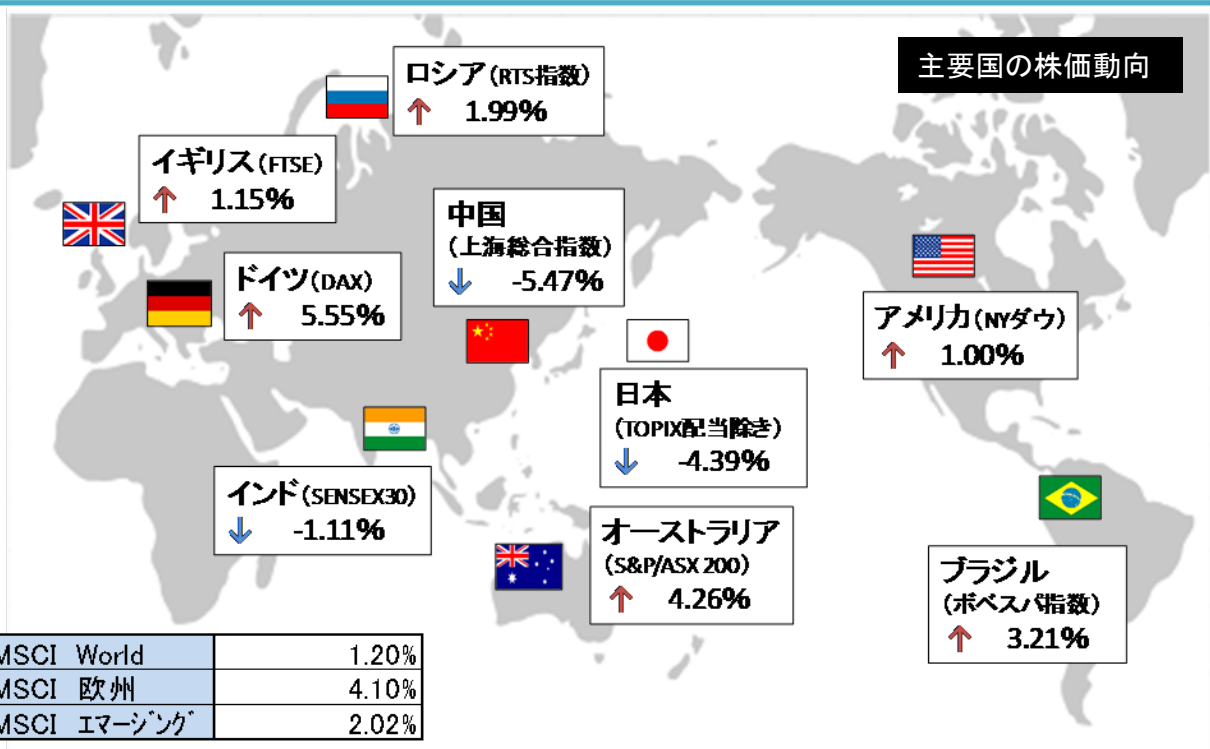 主要国の株価動向
ロシア(RTS指数)
↑ 1.99%
イギリス(FTSE)
↑ 1.15%
中国
(上海総合指数)
↓ -5.47%
ドイツ(DAX)
↑ 5.55%
アメリカ(NYダウ)
↑ 1.00%
日本
(TOPIX配当除き)
↓ -4.39%
インド(SENSEX30)
↓ -1.11%
オーストラリア
(S&P/ASX 200)
↑ 4.26%
ブラジル
(ボベスパ指数)
↑ 3.21%
MSCI World 1.20%
MSCI 欧州 4.10%
MSCI エマージング 2.02%